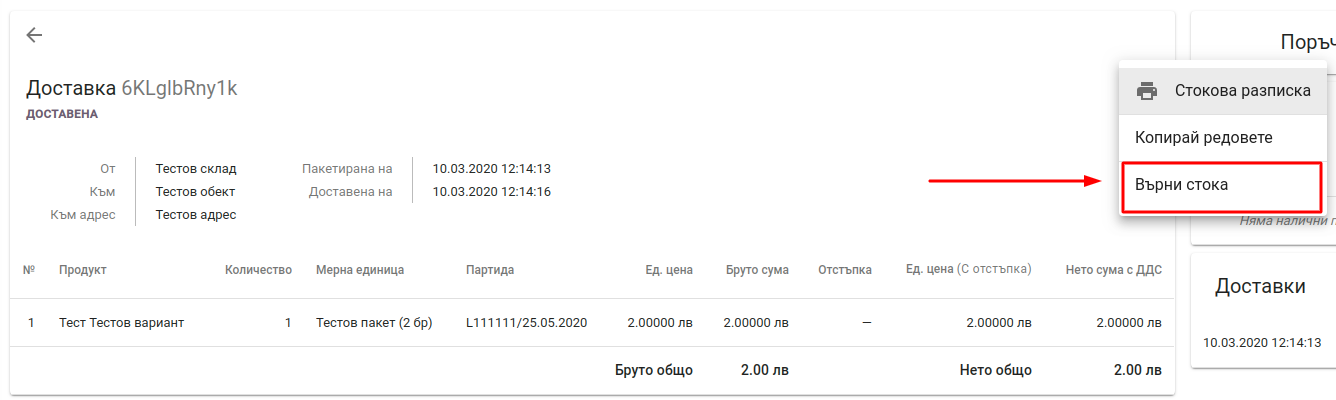 Поръч
Доставка 6KLglbRny1k
ДОСТАВЕНА
Стокова разписка
Копирай редовете
Върни стока
От Тестов склад Пакетирана на 10.03.2020 12:14:13
Към Тестов обект Доставена на 10.03.2020 12:14:16
Към адрес Тестов адрес
Няма налични п
№ Продукт Количество Мерна единица Партида Ед. цена Бруто сума Отстъпка Ед. цена (С отстъпка) Нето сума с ДДС
Доставки
1 Тест Тестов вариант 1 Тестов пакет (2 бр) L111111/25.05.2020 2.00000 лв 2.00000 лв — 2.00000 лв 2.00000 лв
10.03.2020 12:14:13
Бруто общо 2.00 лв Нето общо 2.00 лв